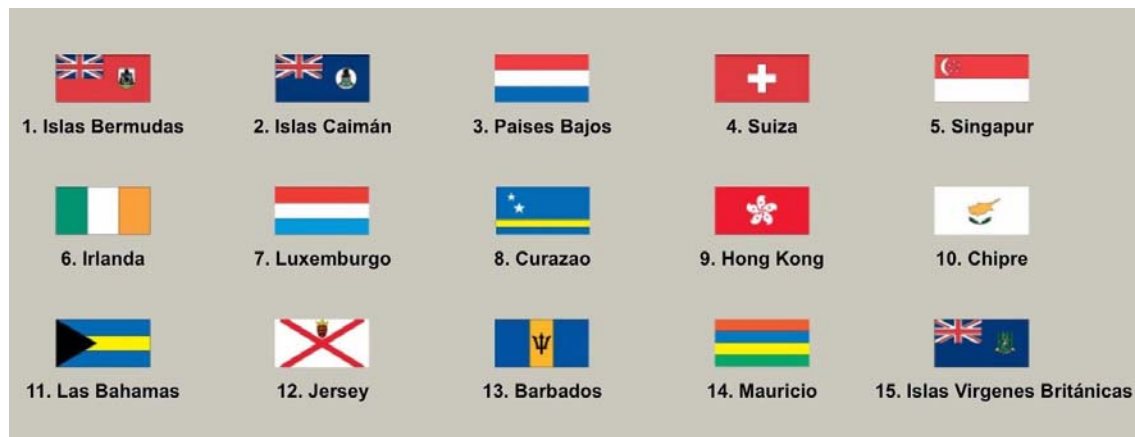 1. Islas Bermudas
2. Islas Caimán
3. Paises Bajos
4. Suiza
5. Singapur
6. Irlanda
7. Luxemburgo
8. Curazao
9. Hong Kong
10. Chipre
11. Las Bahamas
12. Jersey
13. Barbados
14. Mauricio
15. Islas Virgenes Británicas